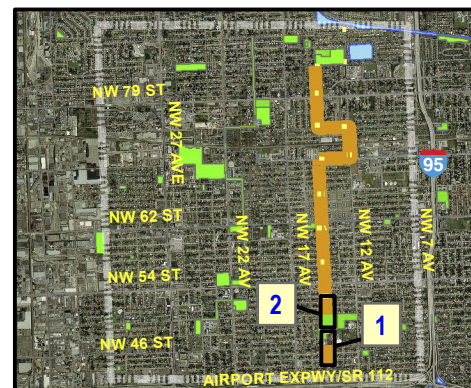 NW 79 ST
NW 27 AVE
95
NW 62 ST
NW 22 AV
NW 17 AV
NW 12 AV
NW 7 AV
NW 54 ST
2
1
NW 46 ST
AIRPORT EXPWY/SR 112